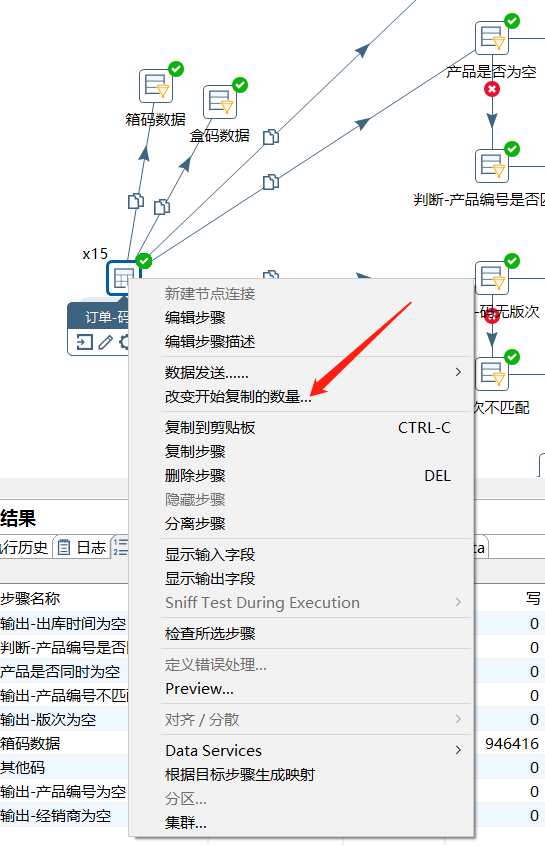 产品是否为空
箱码数据
盒码数据
判断-产品编号是否匹
x15
订单-码
新建节点连接
编辑步骤
编辑步骤描述
-码无版次
数据发送......
改变开始复制的数量...
次不匹配
复制到剪贴板 CTRL-C
复制步骤
删除步骤 DEL
隐藏步骤
分离步骤
结果
执行历史 日志 ta
显示输入字段
显示输出字段
步骤名称 写
Sniff Test During Execution
输出-出库时间为空 0
检查所选步骤
判断-产品编号是否 0
定义错误处理...
产品是否同时为空 0
Preview...
输出-产品编号不匹 0
对齐 / 分散
输出-版次为空 0
箱码数据 946416
Data Services
其他码 0
根据目标步骤生成映射
输出-产品编号为空 0
分区...
输出-经销商为空 0
集群...